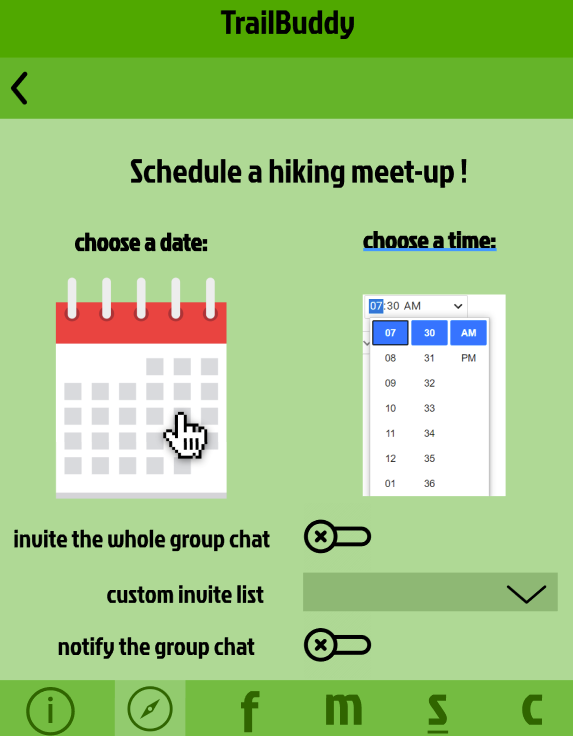 TrailBuddy
Schedule a hiking meet-up !
choose a date:
choose a time:
07:30 AM
07 30 AM
08 31 PM
09 32
10 33
11 34
12 35
01 36
invite the whole group chat
custom invite list
notify the group chat
i f m s c